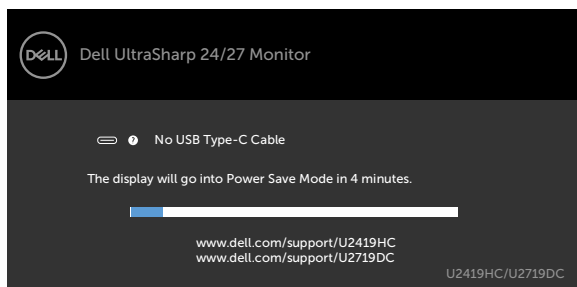 DELL
Dell UltraSharp 24/27 Monitor
? No USB Type-C Cable
The display will go into Power Save Mode in 4 minutes.
www.dell.com/support/U2419HC
www.dell.com/support/U2719DC
U2419HC/U2719DC